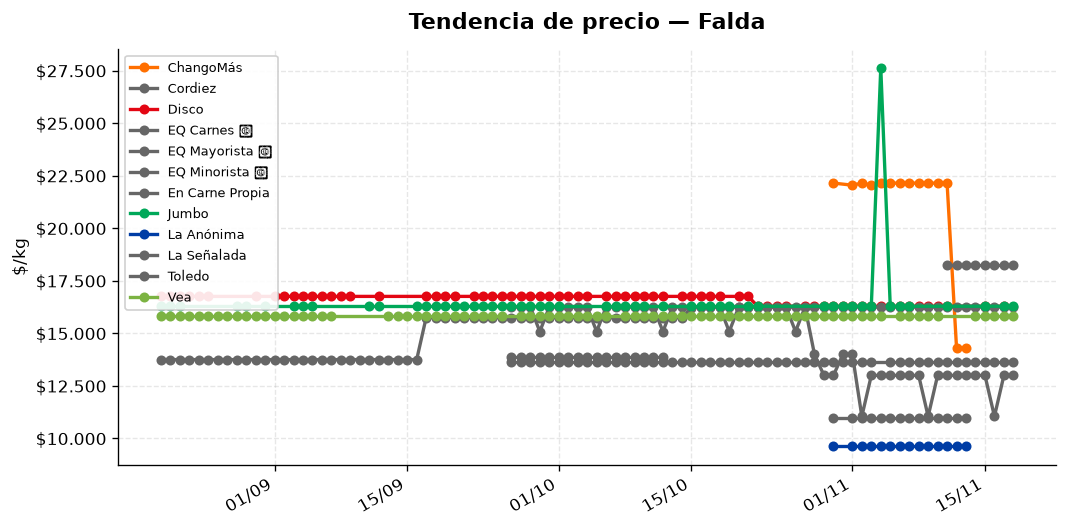 Tendencia de precio — Falda
$/kg
$27.500
$25.000
$22.500
$20.000
$17.500
$15.000
$12.500
$10.000
ChangoMás
Cordiez
Disco
EQ Carnes
EQ Mayorista
EQ Minorista
En Carne Propia
Jumbo
La Anónima
La Señalada
Toledo
Vea
01/09
15/09
01/10
15/10
01/11
15/11